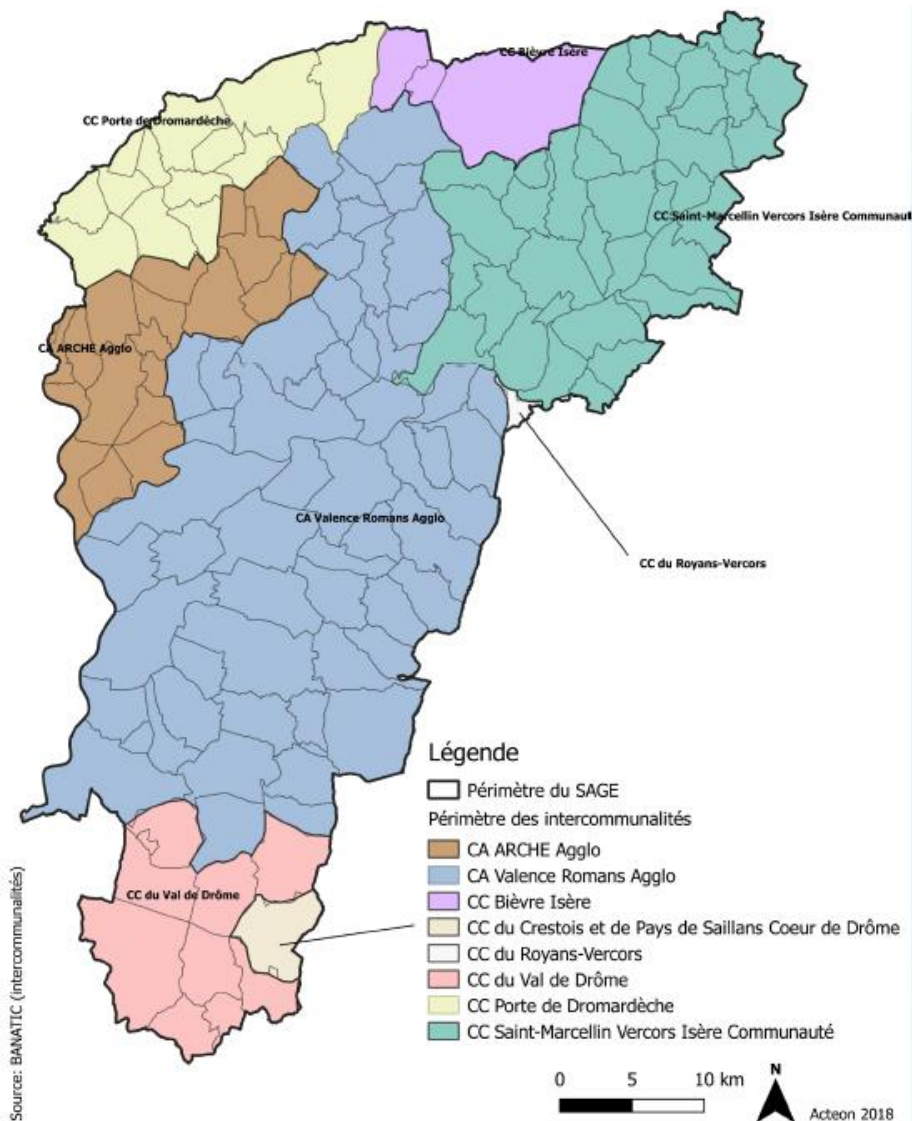 CC Bièvre Isère
CC Porte de Dromardèche
CC Saint-Marcellin Vercors Isère Communaut
CA ARCHE Agglo
CA Valence Romans Agglo
CC du Royans-Vercors
CC du Val de Drôme
Légende
Périmètre du SAGE
Périmètre des intercommunalités
CA ARCHE Agglo
CA Valence Romans Agglo
CC Bièvre Isère
CC du Crestois et de Pays de Saillans Coeur de Drôme
CC du Royans-Vercors
CC du Val de Drôme
CC Porte de Dromardèche
CC Saint-Marcellin Vercors Isère Communauté
0 5 10 km
N
Acteon 2018
Source: BANATIC (intercommunalités)